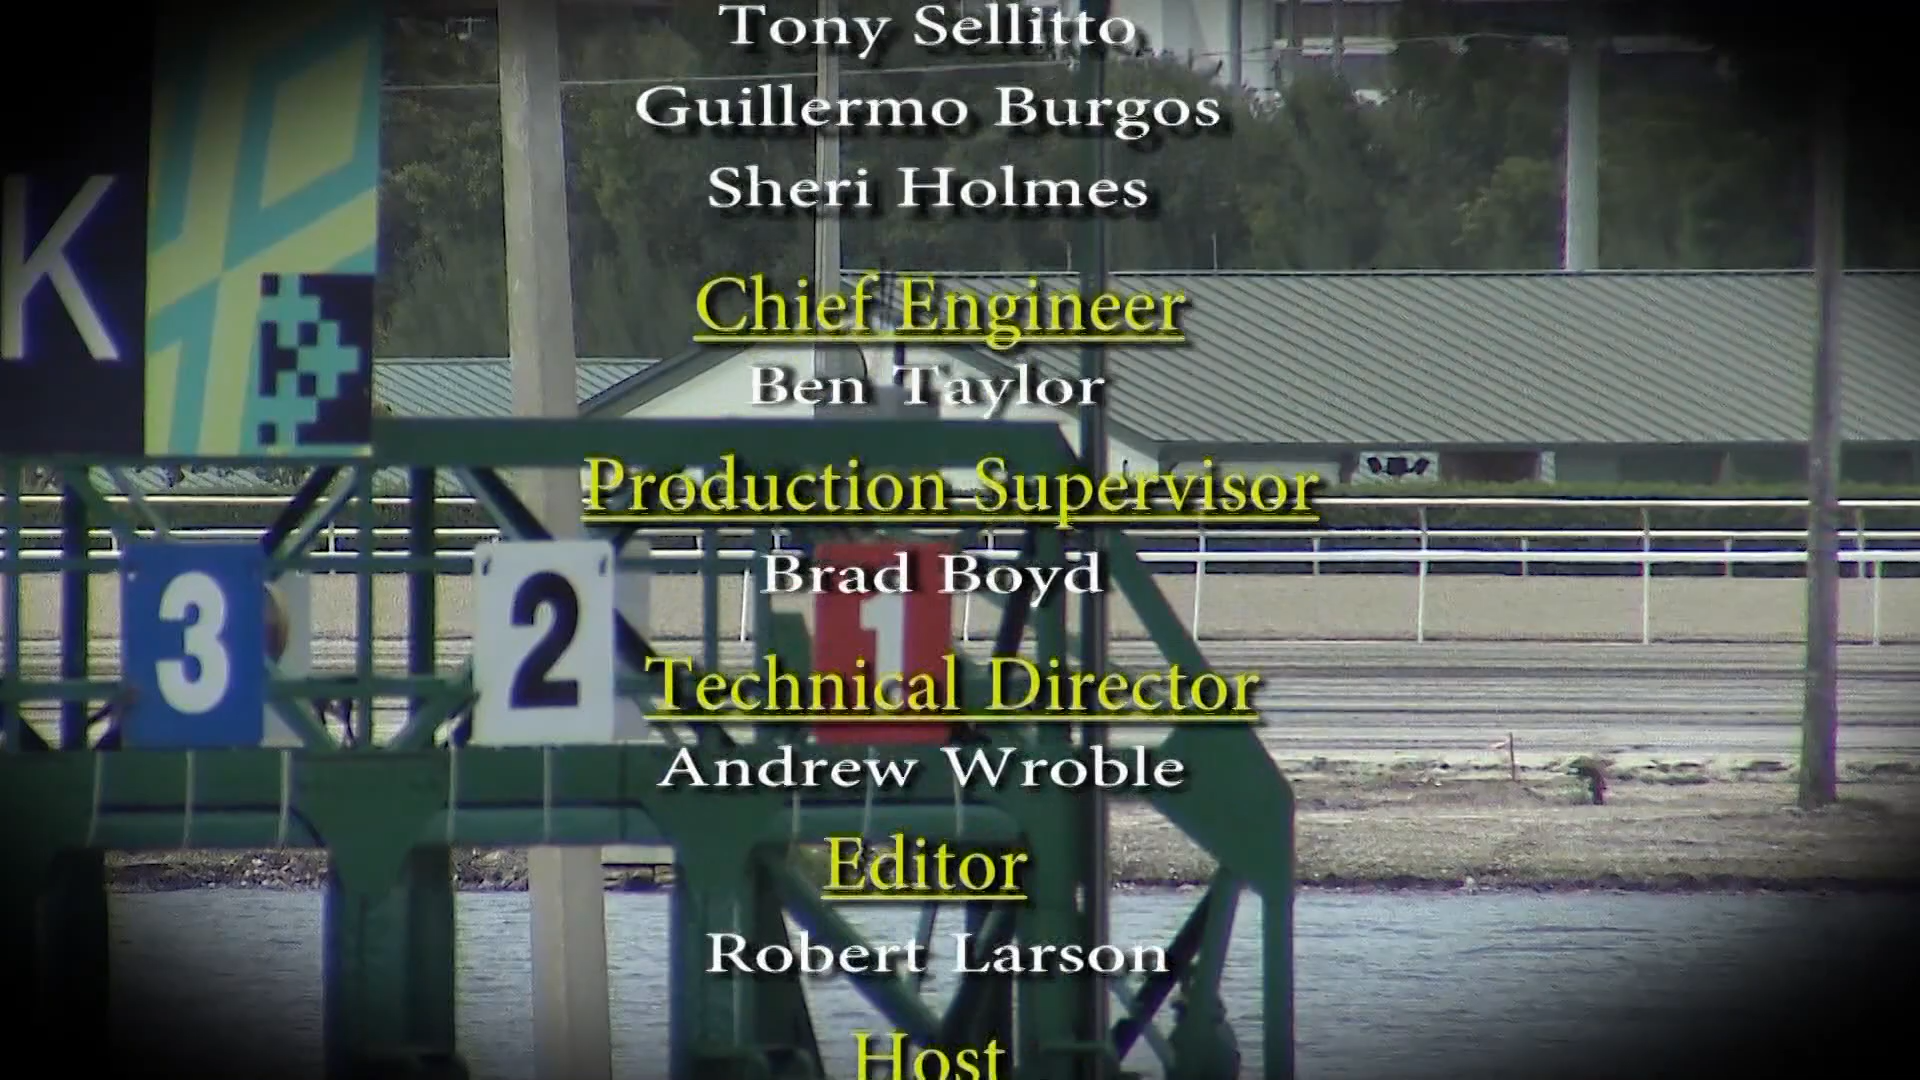 Tony Sellitto
Guillermo Burgos
Sheri Holmes
K
Chief Engineer
Ben Taylor
Production Supervisor
Brad Boyd
3
2
1
Technical Director
Andrew Wroble
Editor
Robert Larson
Host